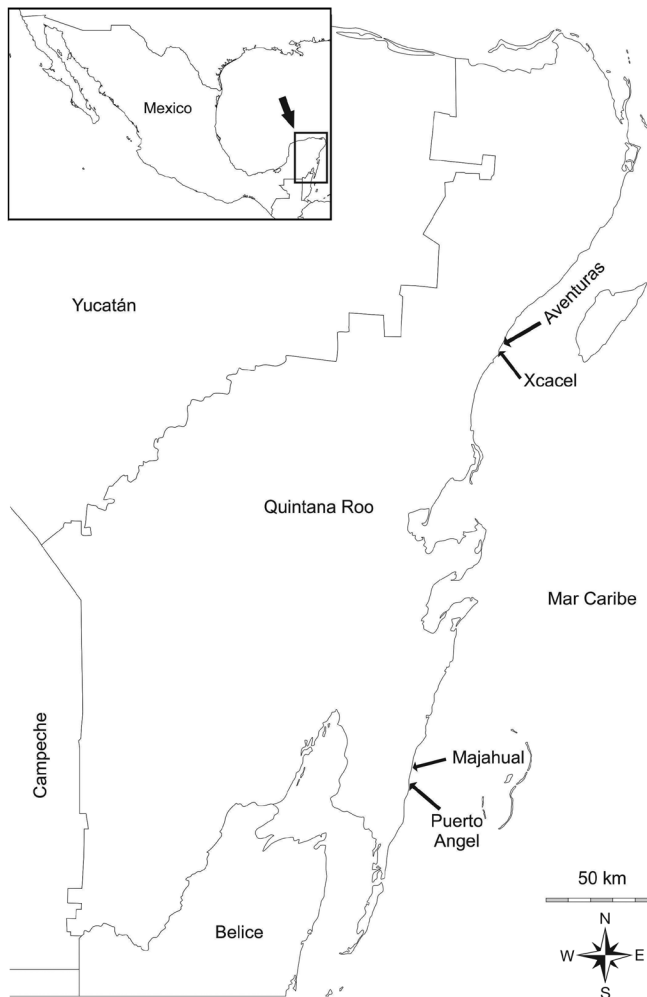 Mexico
Yucatán
Aventuras
Xcacel
Quintana Roo
Mar Caribe
Campeche
Majahual
Puerto
Angel
Belice
50 km
N
W
E
S